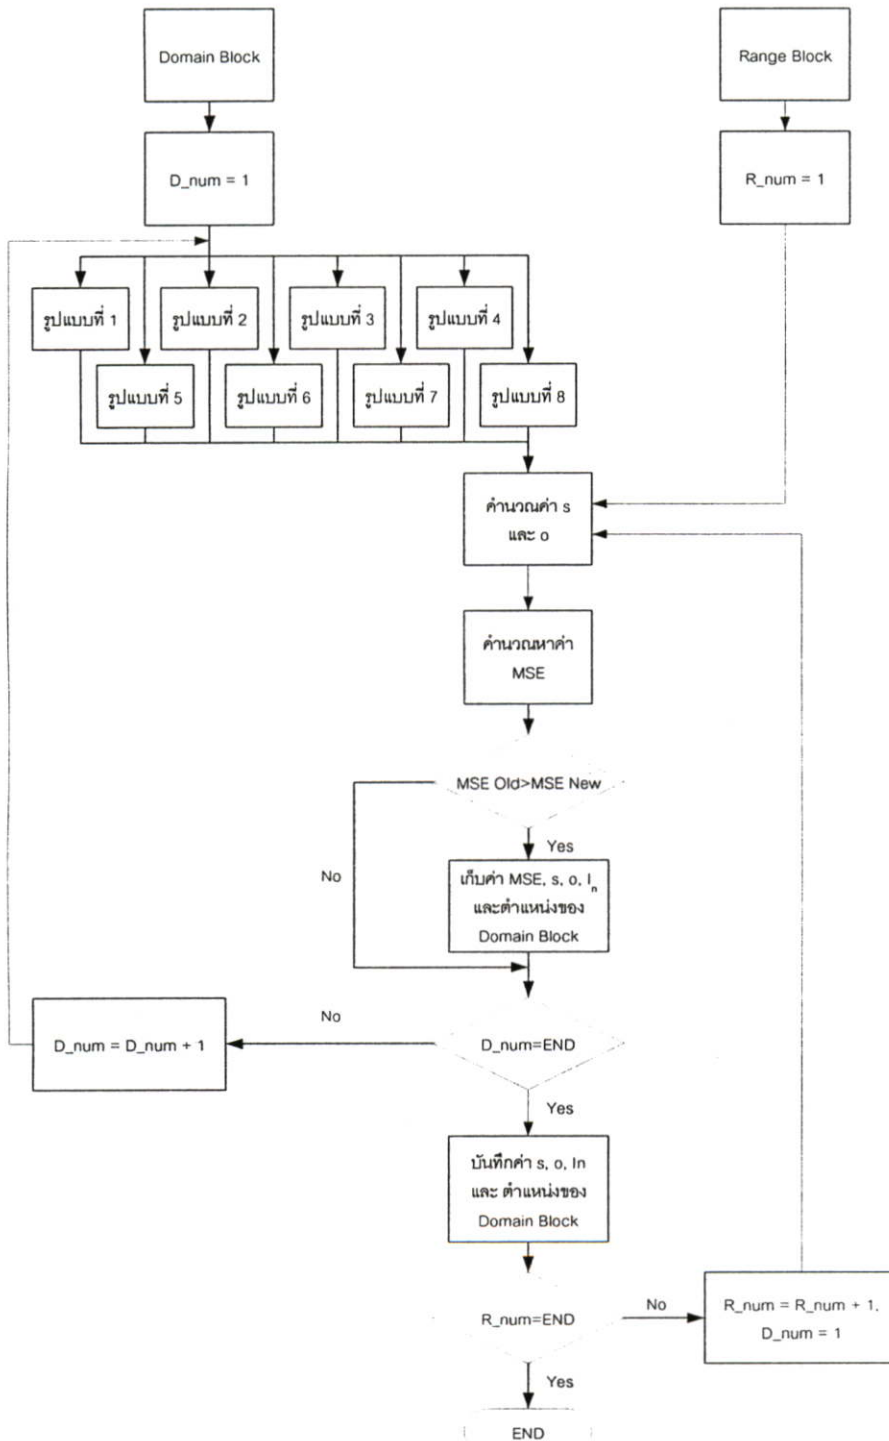 Domain Block
Range Block
D_num = 1
R_num = 1
รูปแบบที่ 1
รูปแบบที่ 2
รูปแบบที่ 3
รูปแบบที่ 4
รูปแบบที่ 5
รูปแบบที่ 6
รูปแบบที่ 7
รูปแบบที่ 8
คำนวณค่า s
และ o
คำนวณหาค่า
MSE
MSE Old>MSE New
Yes
No
เก็บค่า MSE, s, o, I_n
และตำแหน่งของ
Domain Block
No
D_num = D_num + 1
D_num=END
Yes
บันทึกค่า s, o, In
และ ตำแหน่งของ
Domain Block
R_num=END
No
R_num = R_num + 1,
D_num = 1
Yes
END